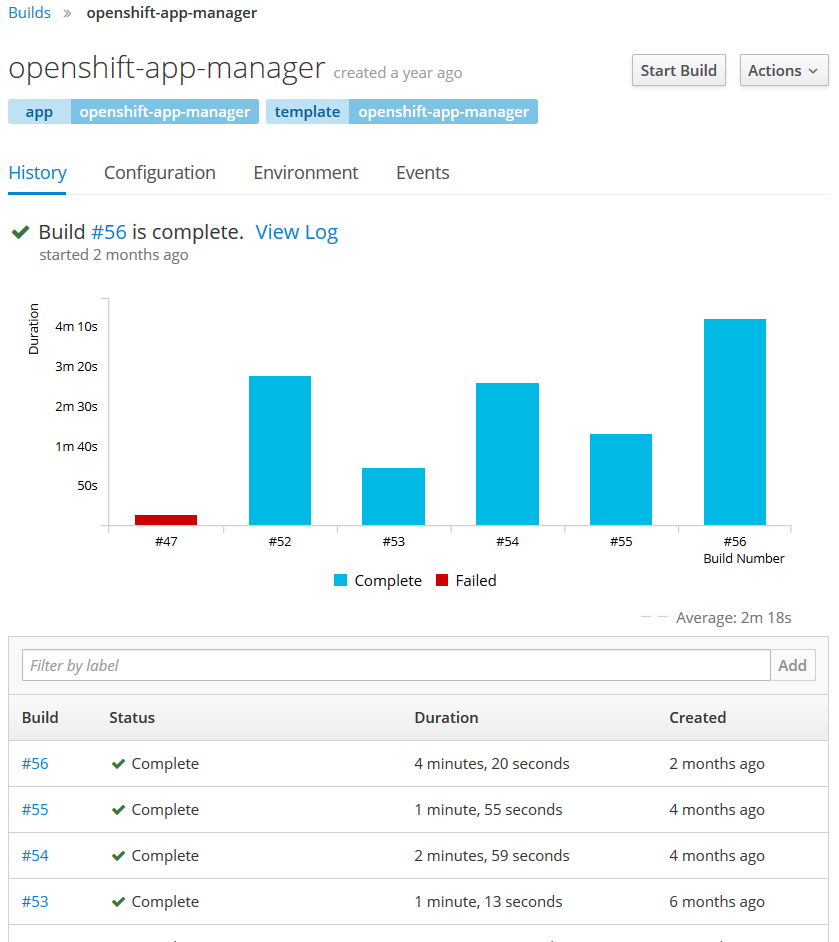 Builds » openshift-app-manager
openshift-app-manager created a year ago
Start Build
Actions
app openshift-app-manager template openshift-app-manager
History Configuration Environment Events
Build #56 is complete. View Log
started 2 months ago
Duration
4m 10s
3m 20s
2m 30s
1m 40s
50s
#47 #52 #53 #54 #55 #56
Build Number
Complete Failed
Average: 2m 18s
Filter by label Add
Build Status Duration Created
#56 Complete 4 minutes, 20 seconds 2 months ago
#55 Complete 1 minute, 55 seconds 4 months ago
#54 Complete 2 minutes, 59 seconds 4 months ago
#53 Complete 1 minute, 13 seconds 6 months ago